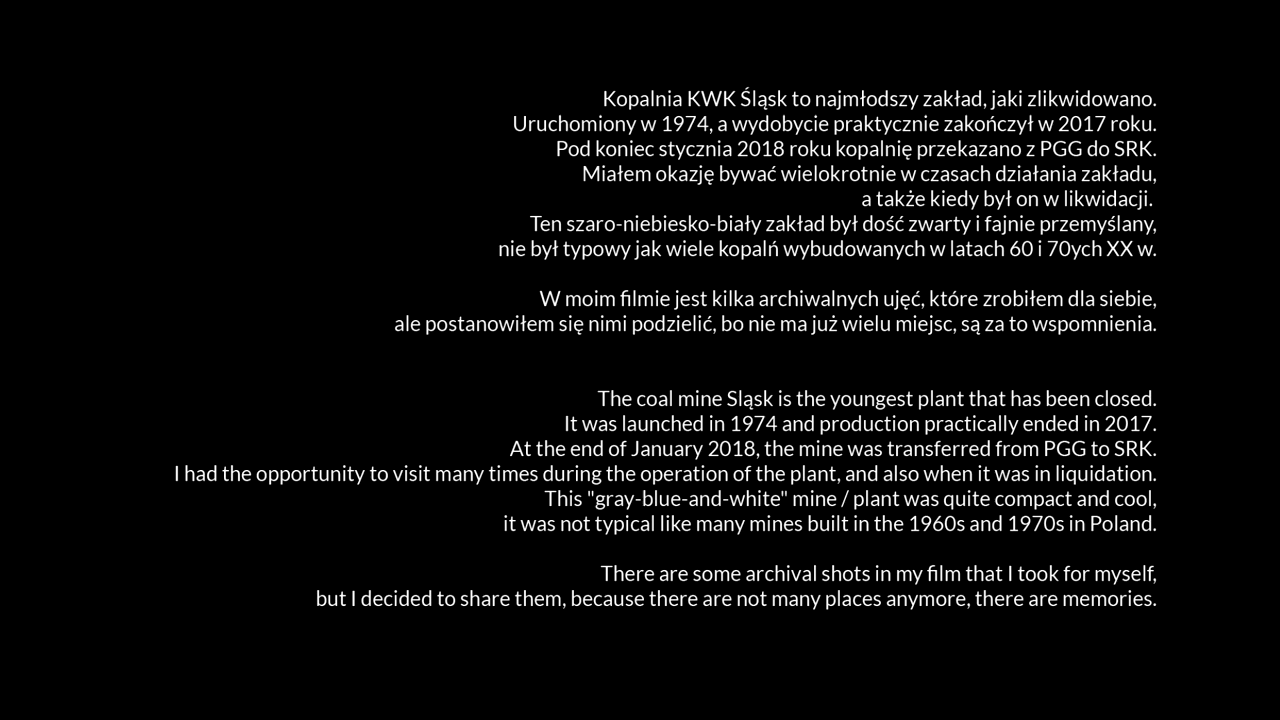 Kopalnia KWK Śląsk to najmłodszy zakład, jaki zlikwidowano.
Uruchomiony w 1974, a wydobycie praktycznie zakończył w 2017 roku.
Pod koniec stycznia 2018 roku kopalnię przekazano z PGG do SRK.
Miałem okazję bywać wielokrotnie w czasach działania zakładu,
a także kiedy był on w likwidacji.
Ten szaro-niebiesko-biały zakład był dość zwarty i fajnie przemyślany,
nie był typowy jak wiele kopalń wybudowanych w latach 60 i 70ych XX w.
W moim filmie jest kilka archiwalnych ujęć, które zrobiłem dla siebie,
ale postanowiłem się nimi podzielić, bo nie ma już wielu miejsc, są za to wspomnienia.
The coal mine Sląsk is the youngest plant that has been closed.
It was launched in 1974 and production practically ended in 2017.
At the end of January 2018, the mine was transferred from PGG to SRK.
I had the opportunity to visit many times during the operation of the plant, and also when it was in liquidation.
This "gray-blue-and-white" mine / plant was quite compact and cool,
it was not typical like many mines built in the 1960s and 1970s in Poland.
There are some archival shots in my film that I took for myself,
but I decided to share them, because there are not many places anymore, there are memories.